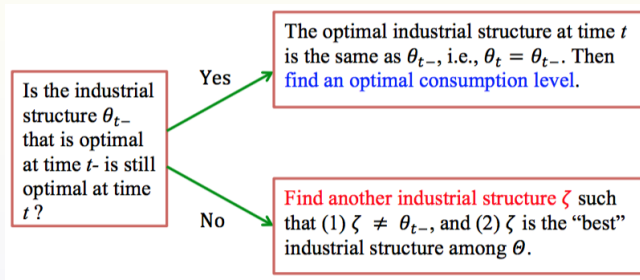 Is the industrial
structure θₜ₋
that is optimal
at time t- is still
optimal at time
t ?
Yes
The optimal industrial structure at time t
is the same as θₜ₋, i.e., θₜ = θₜ₋. Then
find an optimal consumption level.
No
Find another industrial structure ζ such
that (1) ζ ≠ θₜ₋, and (2) ζ is the “best”
industrial structure among Θ.